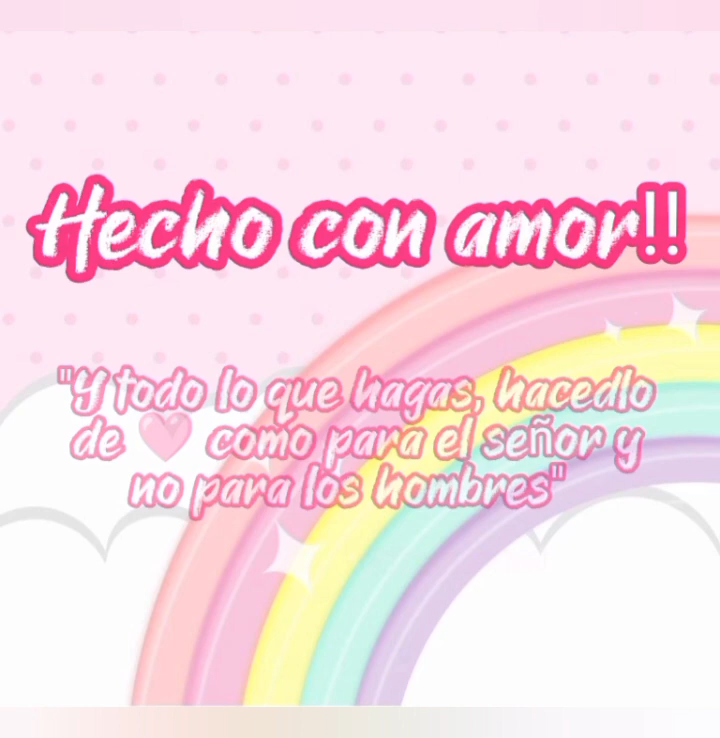 Hecho con amor!!
"Y todo lo que hagas, hacedlo
de 🩷 como para el señor y
no para los hombres"